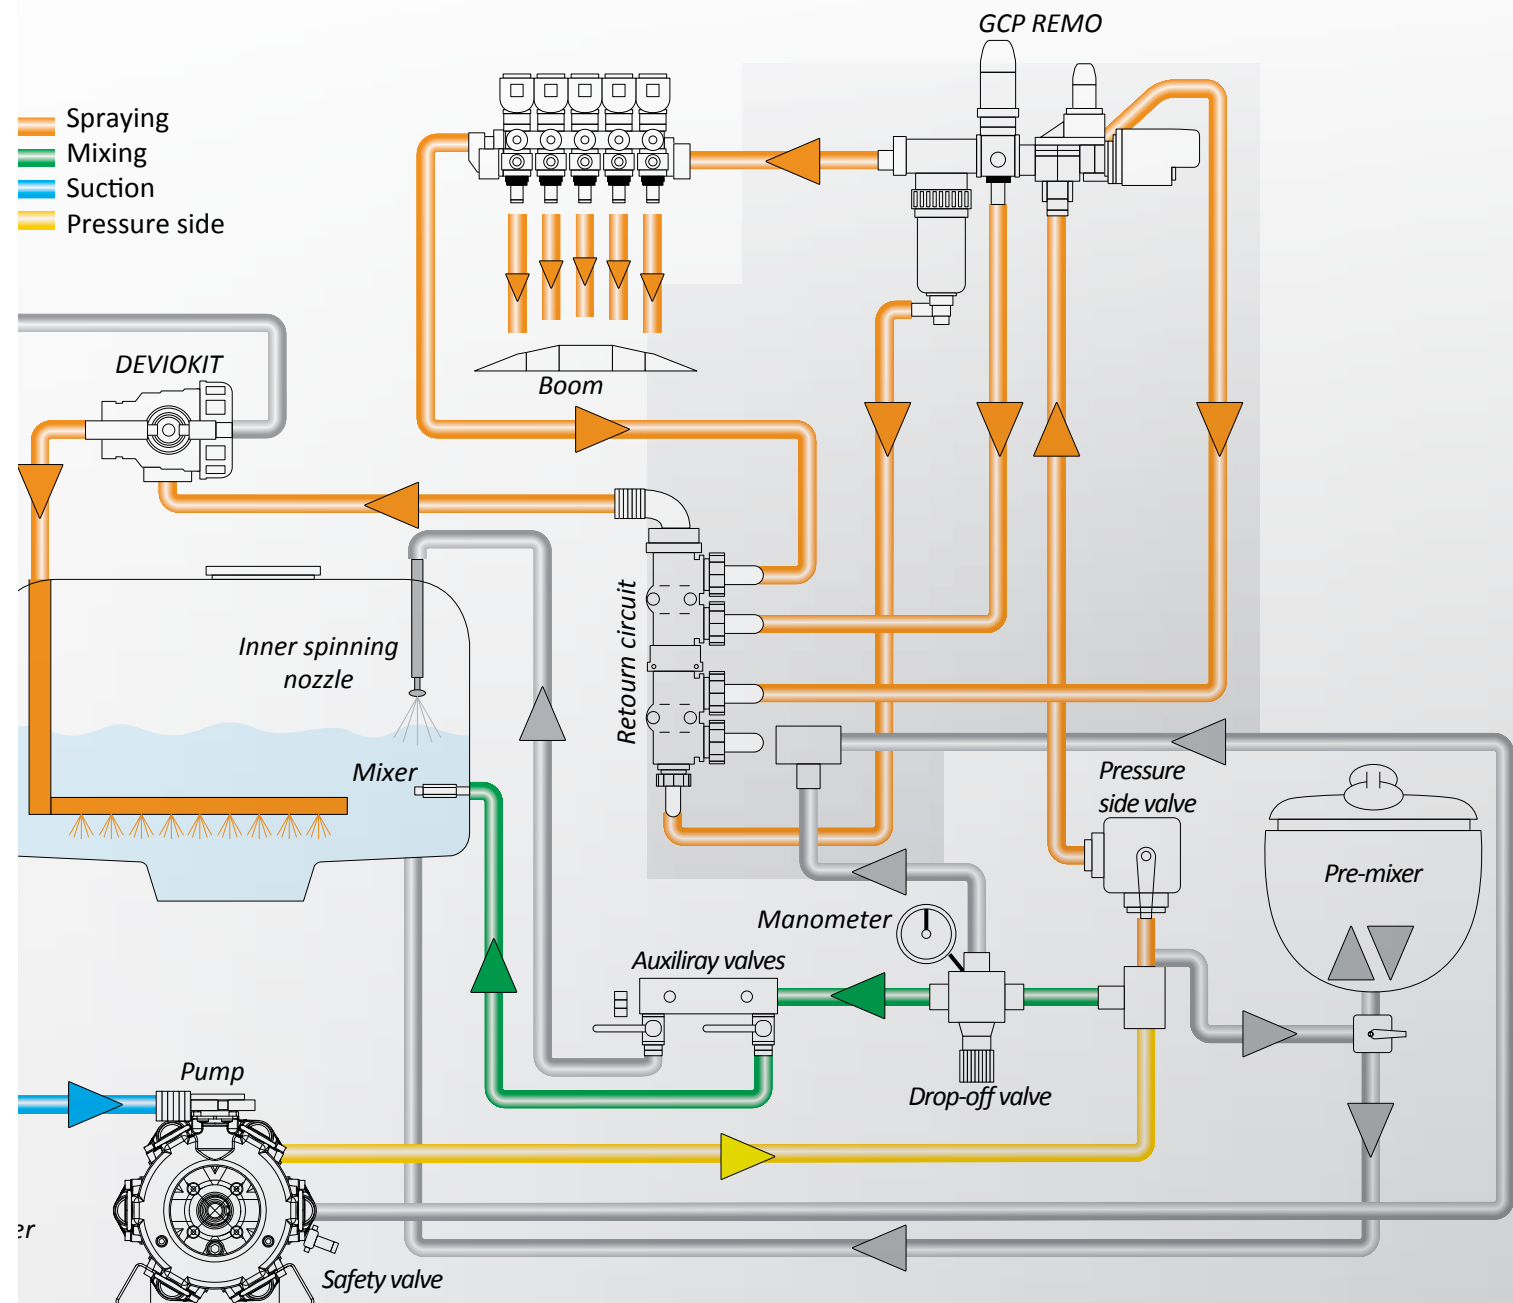 GCP REMO
Spraying
Mixing
Suction
Pressure side
DEVIOKIT
Boom
Retourn circuit
Inner spinning
nozzle
Mixer
Pressure
side valve
Pre-mixer
Manometer
Auxiliray valves
Drop-off valve
Pump
er
Safety valve